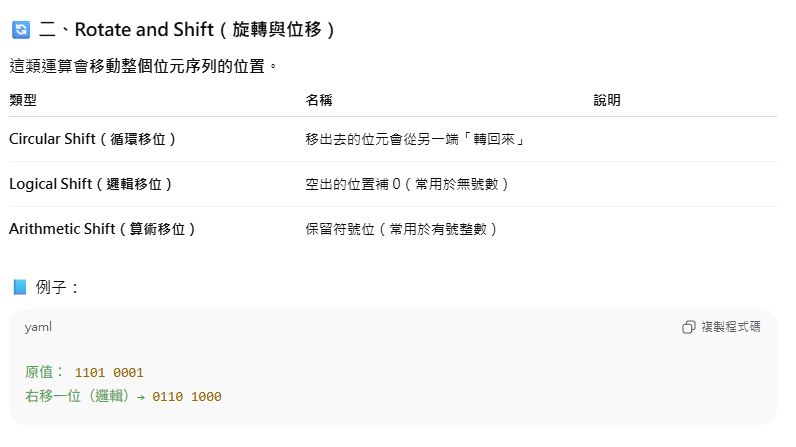 🔄 二、Rotate and Shift（旋轉與位移）
這類運算會移動整個位元序列的位置。
類型 名稱 說明
Circular Shift（循環移位） 移出去的位元會從另一端「轉回來」
Logical Shift（邏輯移位） 空出的位置補 0（常用於無號數）
Arithmetic Shift（算術移位） 保留符號位（常用於有號整數）
📘 例子：
yaml 複製程式碼
原值： 1101 0001
右移一位（邏輯）→ 0110 1000